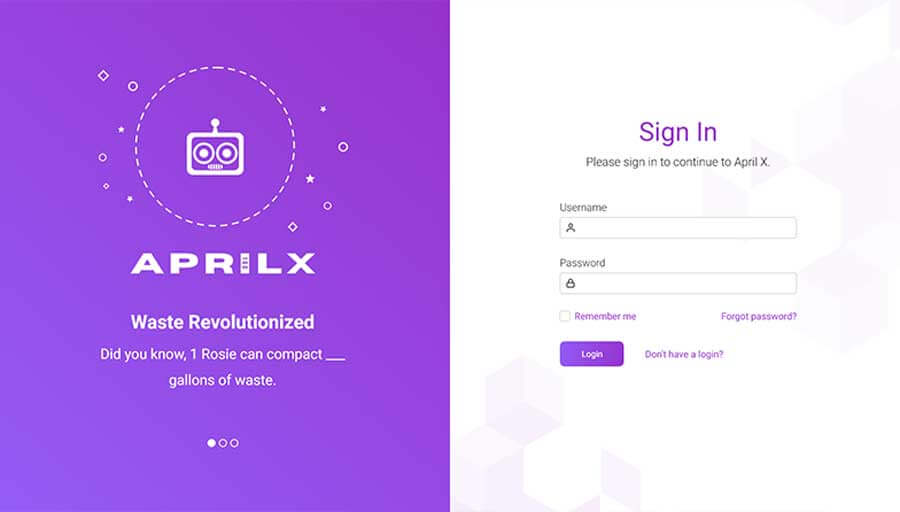 APRILX
Waste Revolutionized
Did you know, 1 Rosie can compact ___
gallons of waste.
Sign In
Please sign in to continue to April X.
Username
Password
Remember me
Forgot password?
Login
Don't have a login?